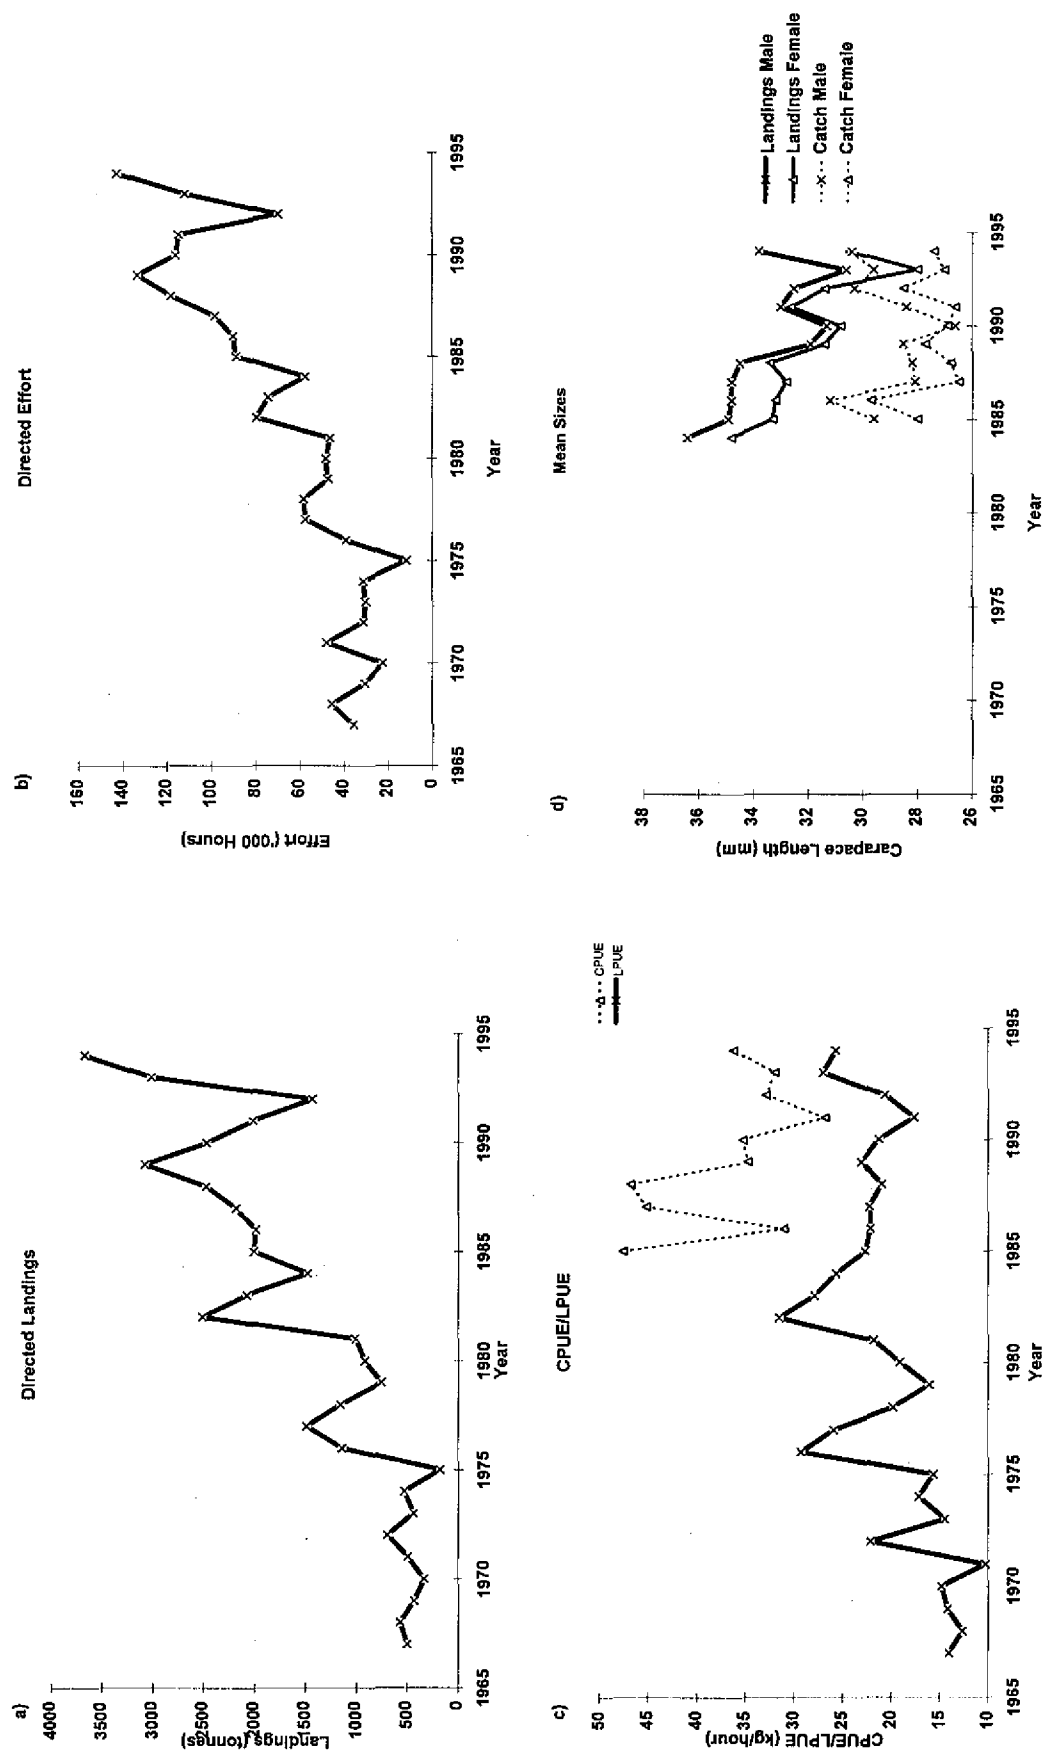 a)
Directed Landings
4000
3500
3000
2500
2000
1500
1000
500
0
Landings (tonnes)
1965
1970
1975
1980
1985
1990
1995
Year
b)
Directed Effort
160
140
120
100
80
60
40
20
0
Effort ('000 Hours)
1965
1970
1975
1980
1985
1990
1995
Year
c)
CPUE/LPUE
50
45
40
35
30
25
20
15
10
CPUE/LPUE (kg/hour)
1965
1970
1975
1980
1985
1990
1995
Year
CPUE
LPUE
d)
Mean Sizes
38
36
34
32
30
28
26
Carapace Length (mm)
1965
1970
1975
1980
1985
1990
1995
Year
Landings Male
Landings Female
Catch Male
Catch Female